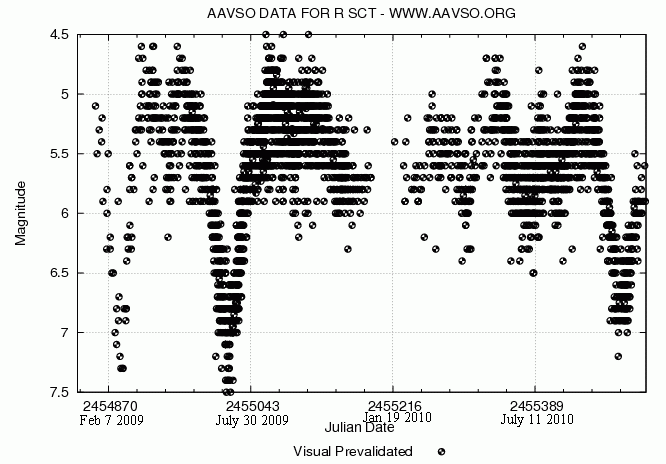 AAVSO DATA FOR R SCT - WWW.AAVSO.ORG
4.5
5
5.5
6
6.5
7
7.5
Magnitude
2454870 2455043 2455216 2455389
Feb 7 2009 July 30 2009 Jan 19 2010 July 11 2010
Julian Date
Visual Prevalidated